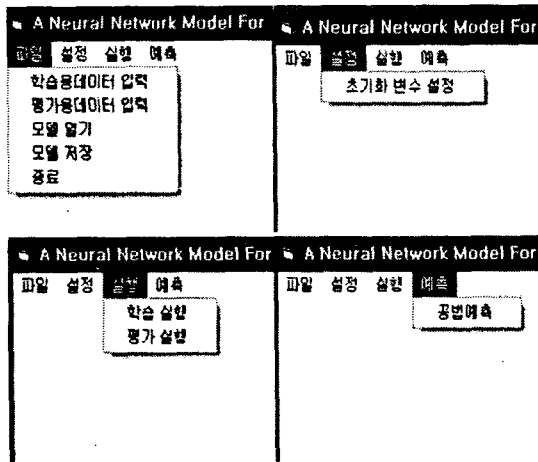 A Neural Network Model For
파일 설정 실행 예측
학습용데이터 입력
평가용데이터 입력
모델 열기
모델 저장
종료
A Neural Network Model For
파일 설정 실행 예측
초기화 변수 설정
A Neural Network Model For
파일 설정 실행 예측
학습 실행
평가 실행
A Neural Network Model For
파일 설정 실행 예측
공법예측